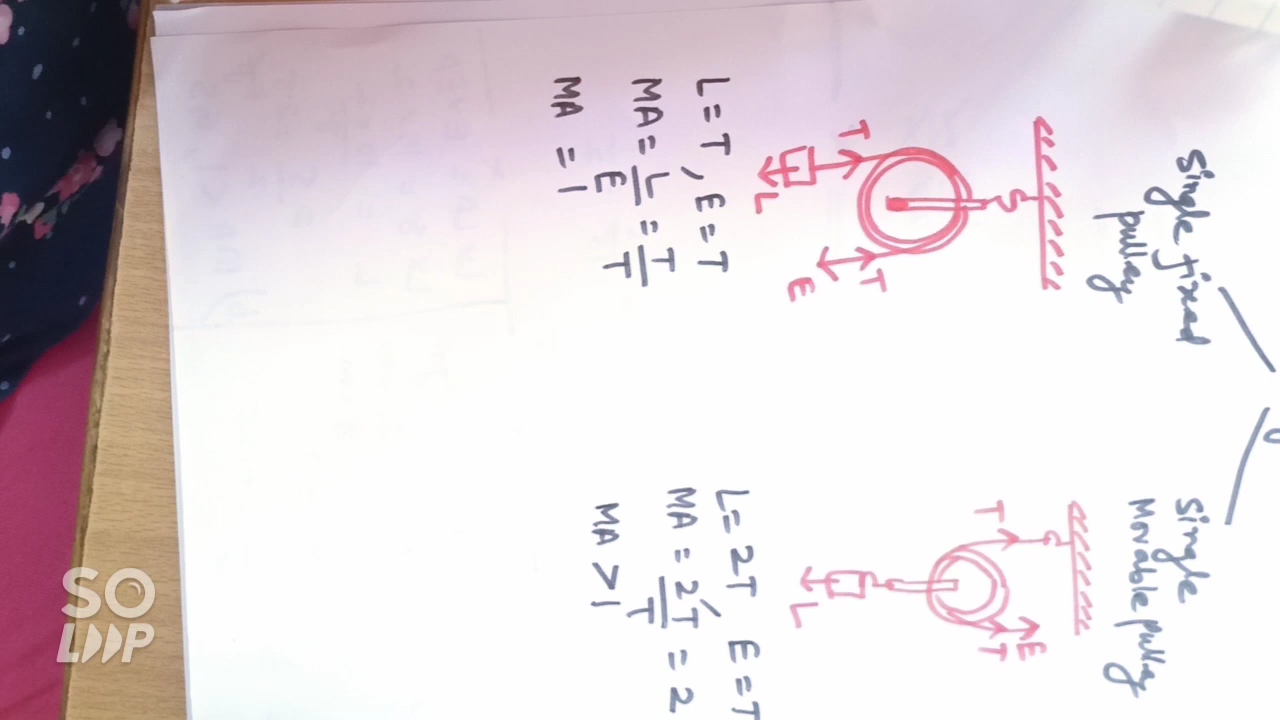 Single fixed
pulley
T
T
L
E
L = T, E = T
MA = L/E = T/T
MA = 1
Single
Movable pulley
T
E
T
L
L = 2T E = T
MA = 2T/T = 2
MA > 1
SO
LOOP